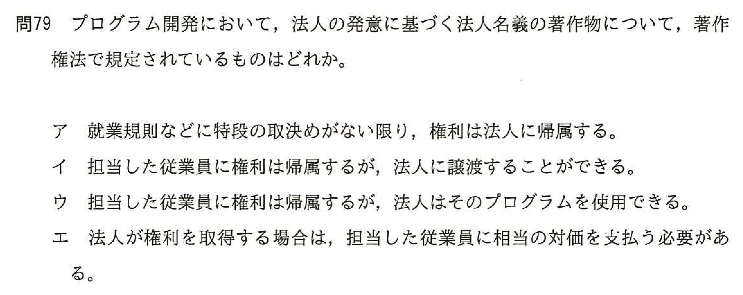 問79 プログラム開発において，法人の発意に基づく法人名義の著作物について，著作
権法で規定されているものはどれか。
ア 就業規則などに特段の取決めがない限り，権利は法人に帰属する。
イ 担当した従業員に権利は帰属するが，法人に譲渡することができる。
ウ 担当した従業員に権利は帰属するが，法人はそのプログラムを使用できる。
エ 法人が権利を取得する場合は，担当した従業員に相当の対価を支払う必要があ
る。